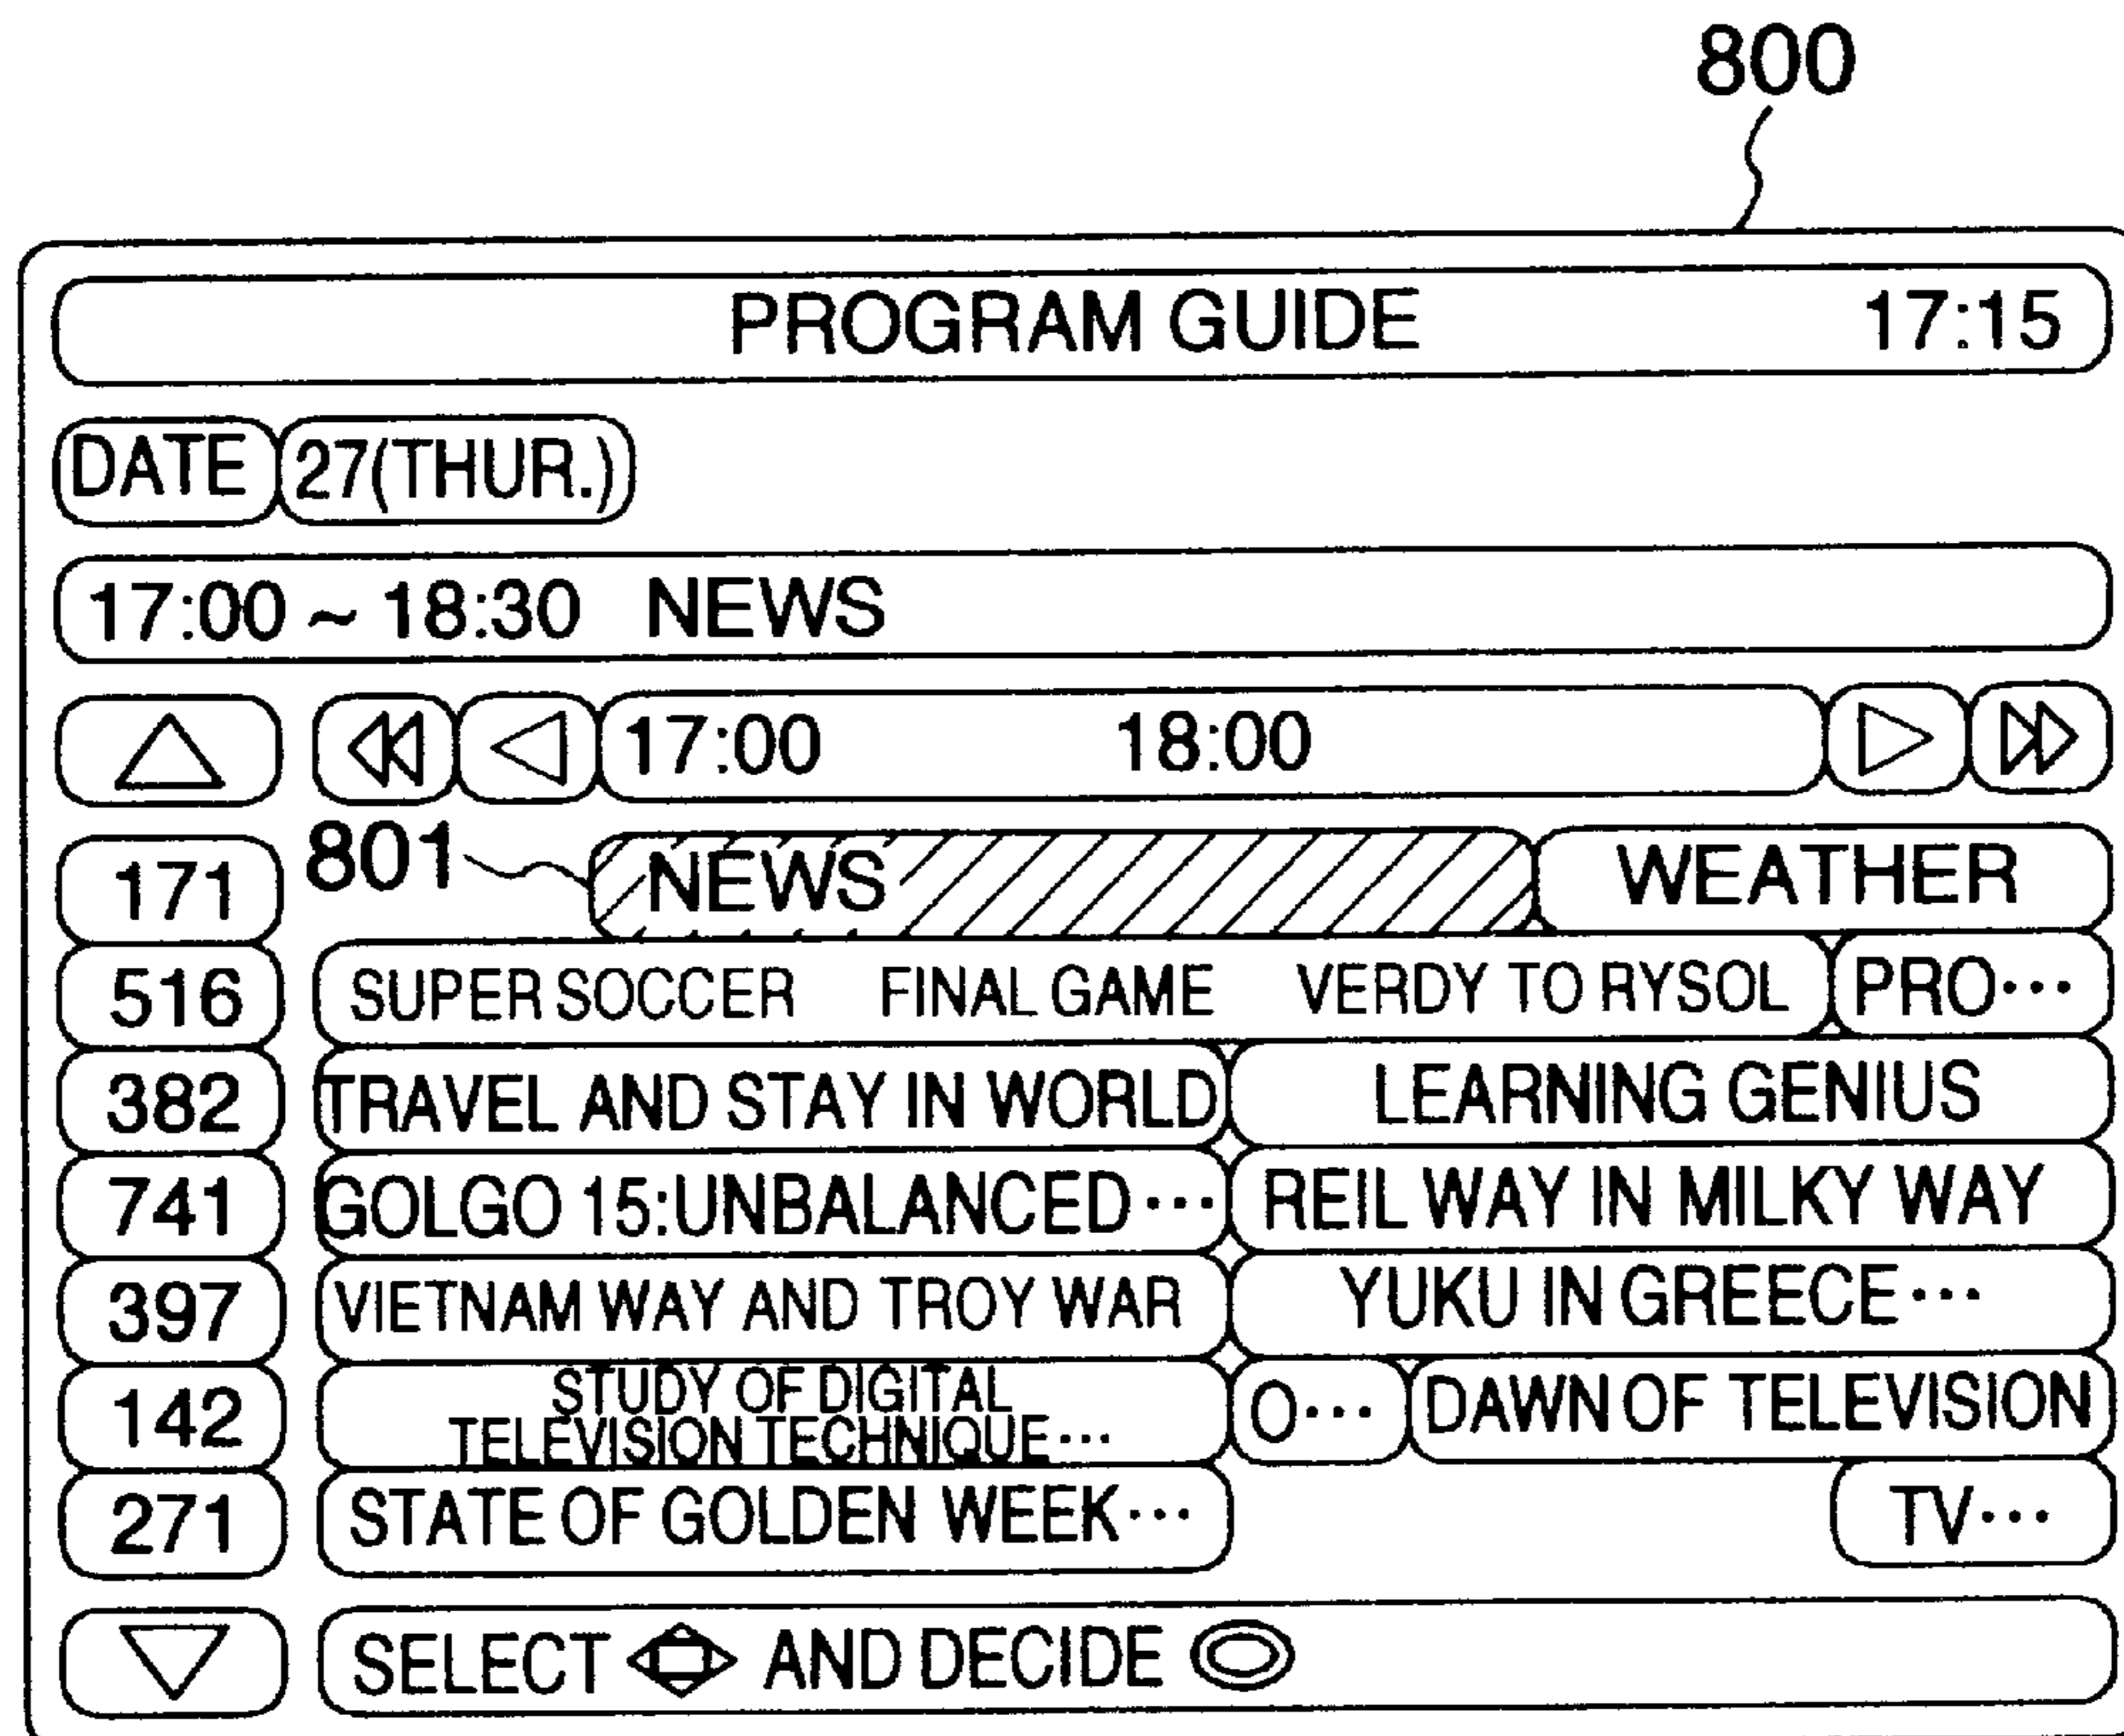 800
PROGRAM GUIDE 17:15
DATE 27(THUR.)
17:00 ~ 18:30 NEWS
17:00 18:00
171 801 NEWS WEATHER
516 SUPER SOCCER FINAL GAME VERDY TO RYSOL PRO···
382 TRAVEL AND STAY IN WORLD LEARNING GENIUS
741 GOLGO 15:UNBALANCED ··· REIL WAY IN MILKY WAY
397 VIETNAM WAY AND TROY WAR YUKU IN GREECE ···
142 STUDY OF DIGITAL
TELEVISION TECHNIQUE··· O··· DAWN OF TELEVISION
271 STATE OF GOLDEN WEEK··· TV···
SELECT AND DECIDE